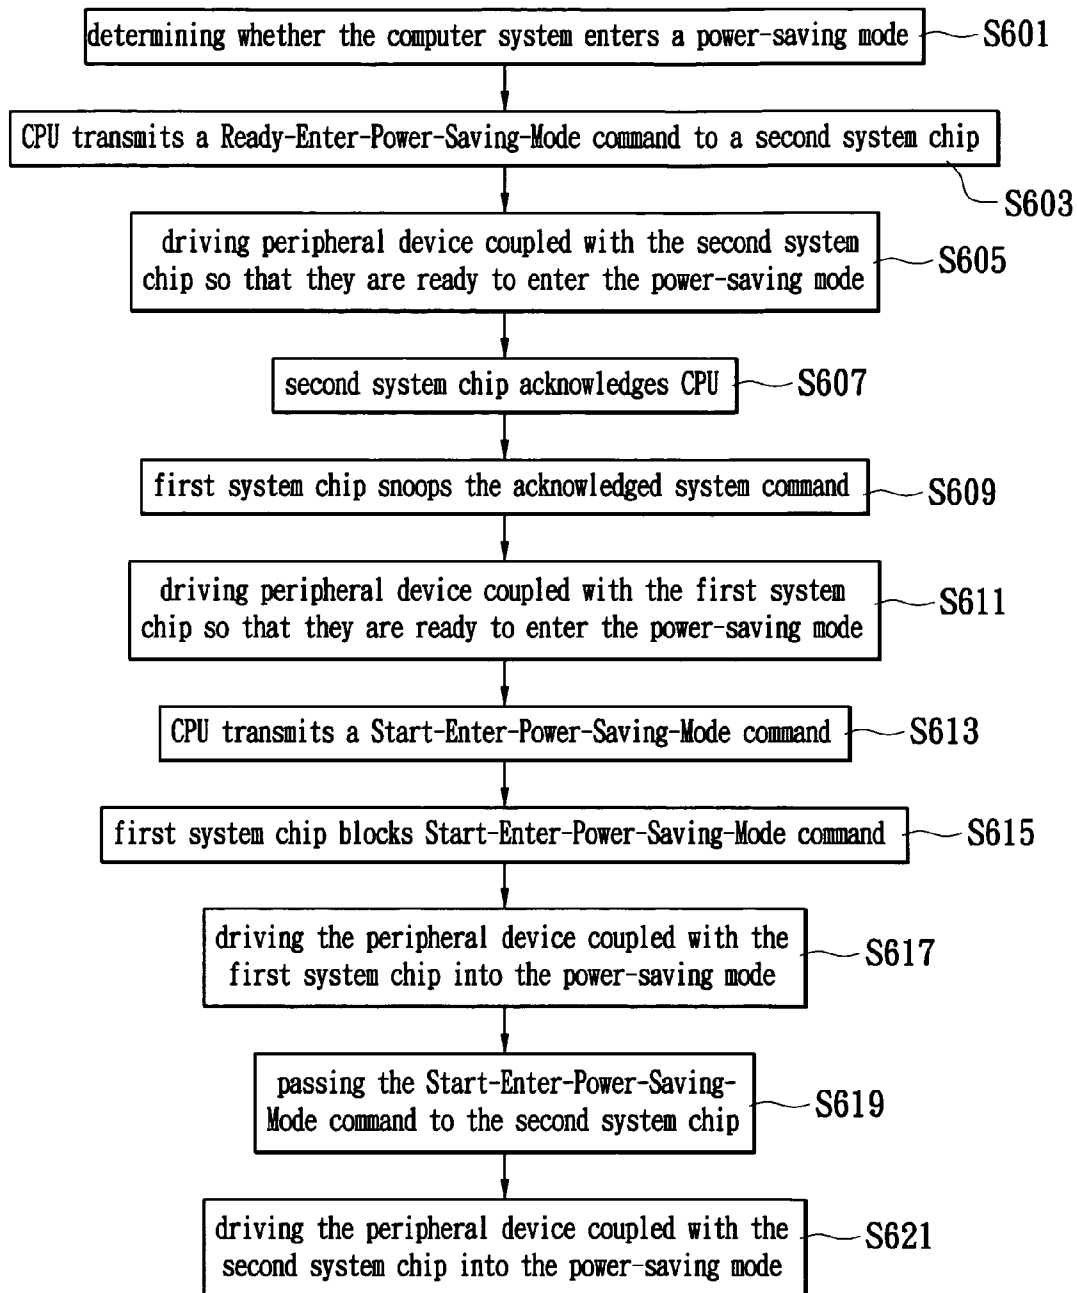 determining whether the computer system enters a power-saving mode
S601
CPU transmits a Ready-Enter-Power-Saving-Mode command to a second system chip
S603
driving peripheral device coupled with the second system
chip so that they are ready to enter the power-saving mode
S605
second system chip acknowledges CPU
S607
first system chip snoops the acknowledged system command
S609
driving peripheral device coupled with the first system
chip so that they are ready to enter the power-saving mode
S611
CPU transmits a Start-Enter-Power-Saving-Mode command
S613
first system chip blocks Start-Enter-Power-Saving-Mode command
S615
driving the peripheral device coupled with the
first system chip into the power-saving mode
S617
passing the Start-Enter-Power-Saving-
Mode command to the second system chip
S619
driving the peripheral device coupled with the
second system chip into the power-saving mode
S621